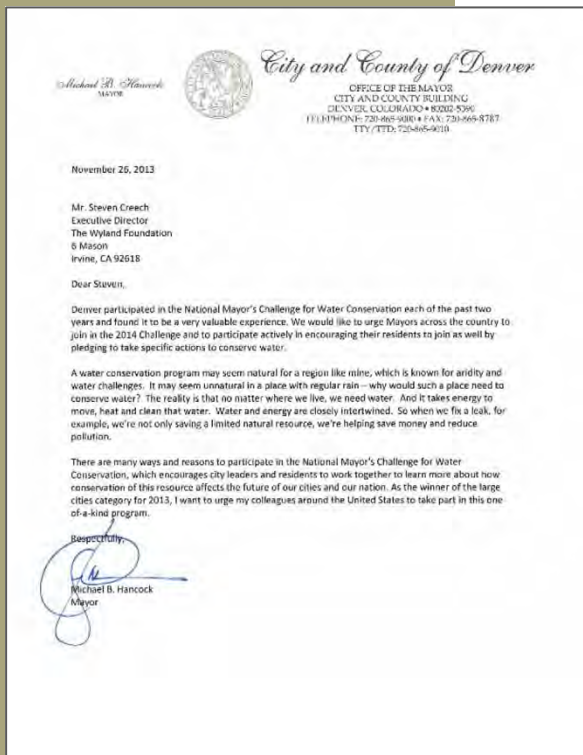 Michael B. Hancock
MAYOR
City and County of Denver
OFFICE OF THE MAYOR
CITY AND COUNTY BUILDING
DENVER, COLORADO • 80202-5390
TELEPHONE: 720-865-9000 • FAX: 720-865-8787
TTY/TTD: 720-865-9010
November 26, 2013
Mr. Steven Creech
Executive Director
The Wyland Foundation
6 Mason
Irvine, CA 92618
Dear Steven,
Denver participated in the National Mayor's Challenge for Water Conservation each of the past two
years and found it to be a very valuable experience. We would like to urge Mayors across the country to
join in the 2014 Challenge and to participate actively in encouraging their residents to join as well by
pledging to take specific actions to conserve water.
A water conservation program may seem natural for a region like mine, which is known for aridity and
water challenges. It may seem unnatural in a place with regular rain – why would such a place need to
conserve water? The reality is that no matter where we live, we need water. And it takes energy to
move, heat and clean that water. Water and energy are closely intertwined. So when we fix a leak, for
example, we're not only saving a limited natural resource, we're helping save money and reduce
pollution.
There are many ways and reasons to participate in the National Mayor's Challenge for Water
Conservation, which encourages city leaders and residents to work together to learn more about how
conservation of this resource affects the future of our cities and our nation. As the winner of the large
cities category for 2013, I want to urge my colleagues around the United States to take part in this one
of-a-kind program.
Respectfully,
Michael B. Hancock
Mayor